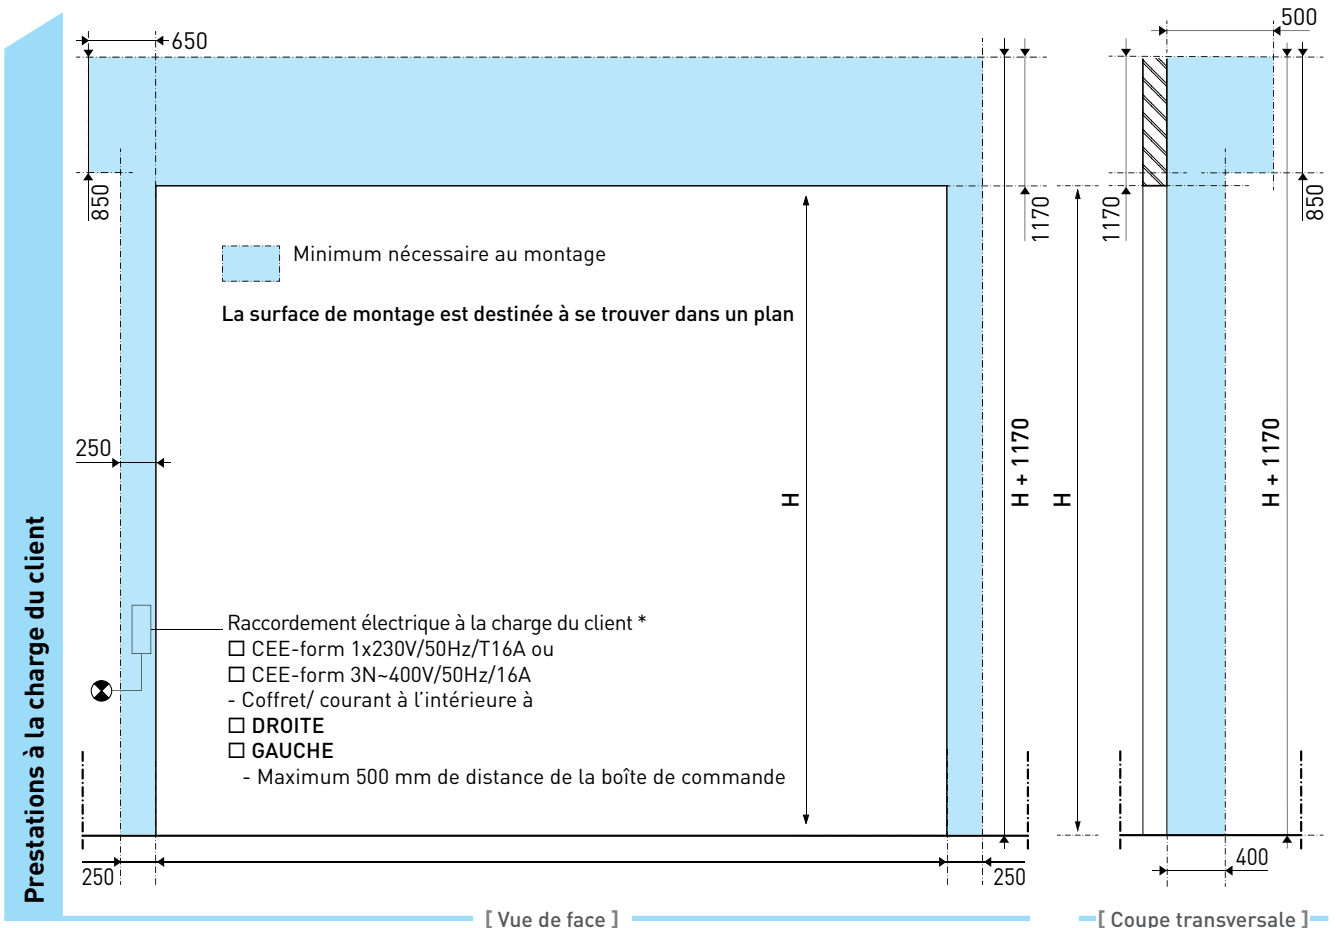 Prestations à la charge du client
650
500
850
1170
1170
850
Minimum nécessaire au montage
La surface de montage est destinée à se trouver dans un plan
250
H
H + 1170
H
H + 1170
Raccordement électrique à la charge du client *
CEE-form 1x230V/50Hz/T16A ou
CEE-form 3N~400V/50Hz/16A
- Coffret/ courant à l'intérieure à
DROITE
GAUCHE
- Maximum 500 mm de distance de la boîte de commande
250
250
400
[ Vue de face ]
[ Coupe transversale ]